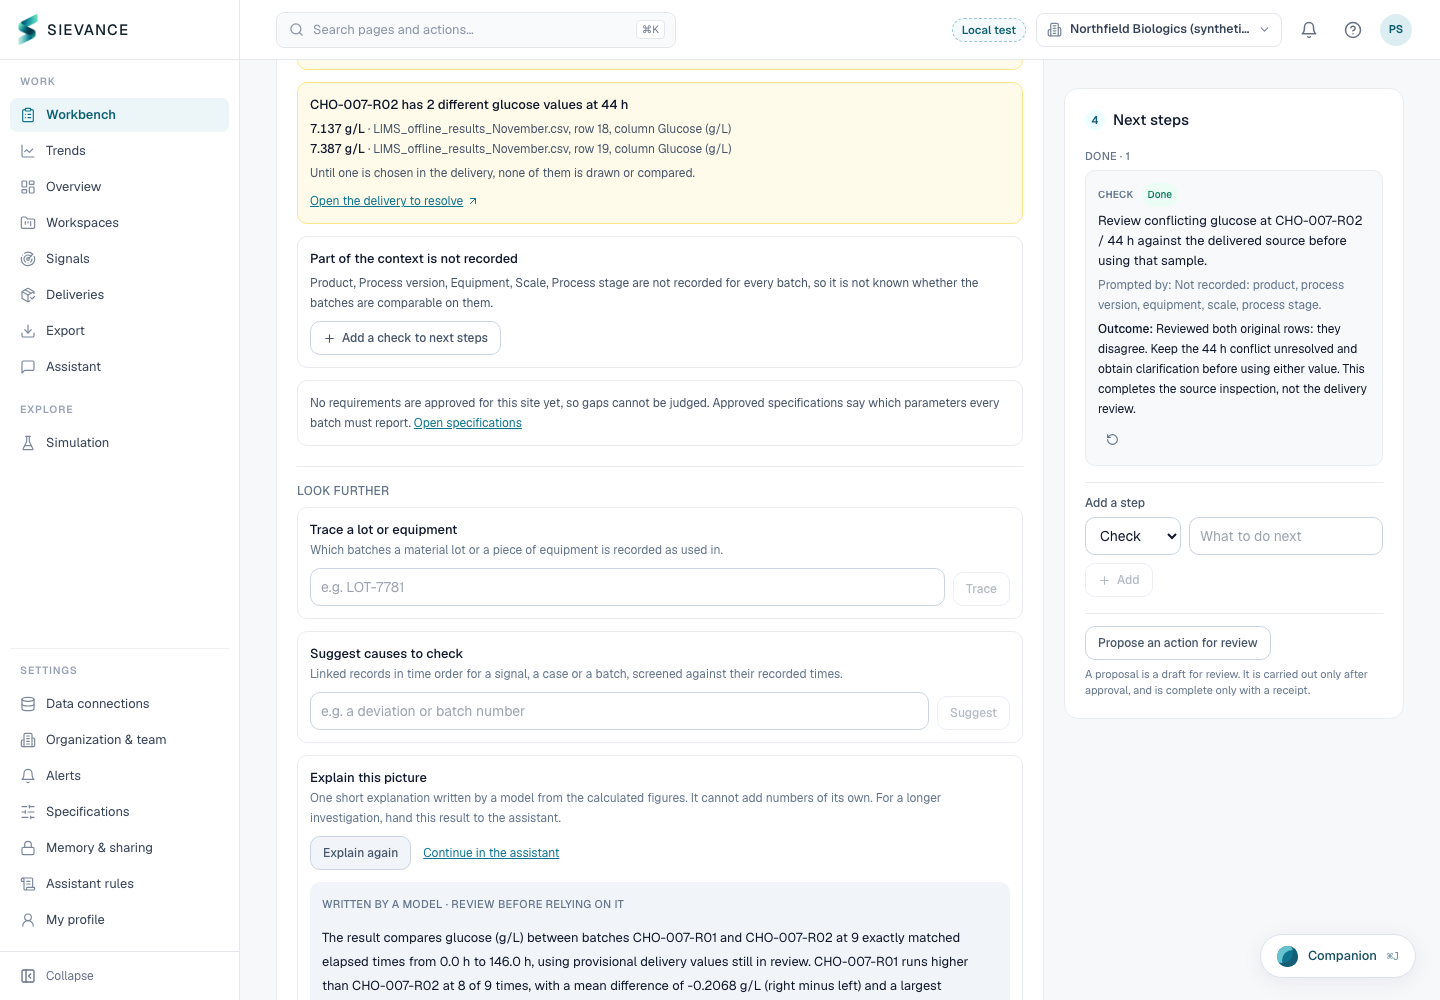 SIEVANCE
Search pages and actions...
⌘K
Local test
Northfield Biologics (syntheti...
PS
WORK
Workbench
Trends
Overview
Workspaces
Signals
Deliveries
Export
Assistant
EXPLORE
Simulation
SETTINGS
Data connections
Organization & team
Alerts
Specifications
Memory & sharing
Assistant rules
My profile
Collapse
CHO-007-R02 has 2 different glucose values at 44 h
7.137 g/L · LIMS_offline_results_November.csv, row 18, column Glucose (g/L)
7.387 g/L · LIMS_offline_results_November.csv, row 19, column Glucose (g/L)
Until one is chosen in the delivery, none of them is drawn or compared.
Open the delivery to resolve
Part of the context is not recorded
Product, Process version, Equipment, Scale, Process stage are not recorded for every batch, so it is not known whether the
batches are comparable on them.
+ Add a check to next steps
No requirements are approved for this site yet, so gaps cannot be judged. Approved specifications say which parameters every
batch must report. Open specifications
LOOK FURTHER
Trace a lot or equipment
Which batches a material lot or a piece of equipment is recorded as used in.
e.g. LOT-7781
Trace
Suggest causes to check
Linked records in time order for a signal, a case or a batch, screened against their recorded times.
e.g. a deviation or batch number
Suggest
Explain this picture
One short explanation written by a model from the calculated figures. It cannot add numbers of its own. For a longer
investigation, hand this result to the assistant.
Explain again
Continue in the assistant
WRITTEN BY A MODEL · REVIEW BEFORE RELYING ON IT
The result compares glucose (g/L) between batches CHO-007-R01 and CHO-007-R02 at 9 exactly matched
elapsed times from 0.0 h to 146.0 h, using provisional delivery values still in review. CHO-007-R01 runs higher
than CHO-007-R02 at 8 of 9 times, with a mean difference of -0.2068 g/L (right minus left) and a largest
4
Next steps
DONE · 1
CHECK
Done
Review conflicting glucose at CHO-007-R02
/ 44 h against the delivered source before
using that sample.
Prompted by: Not recorded: product, process
version, equipment, scale, process stage.
Outcome: Reviewed both original rows: they
disagree. Keep the 44 h conflict unresolved and
obtain clarification before using either value. This
completes the source inspection, not the delivery
review.
Add a step
Check
What to do next
+ Add
Propose an action for review
A proposal is a draft for review. It is carried out only after
approval, and is complete only with a receipt.
Companion
⌘J